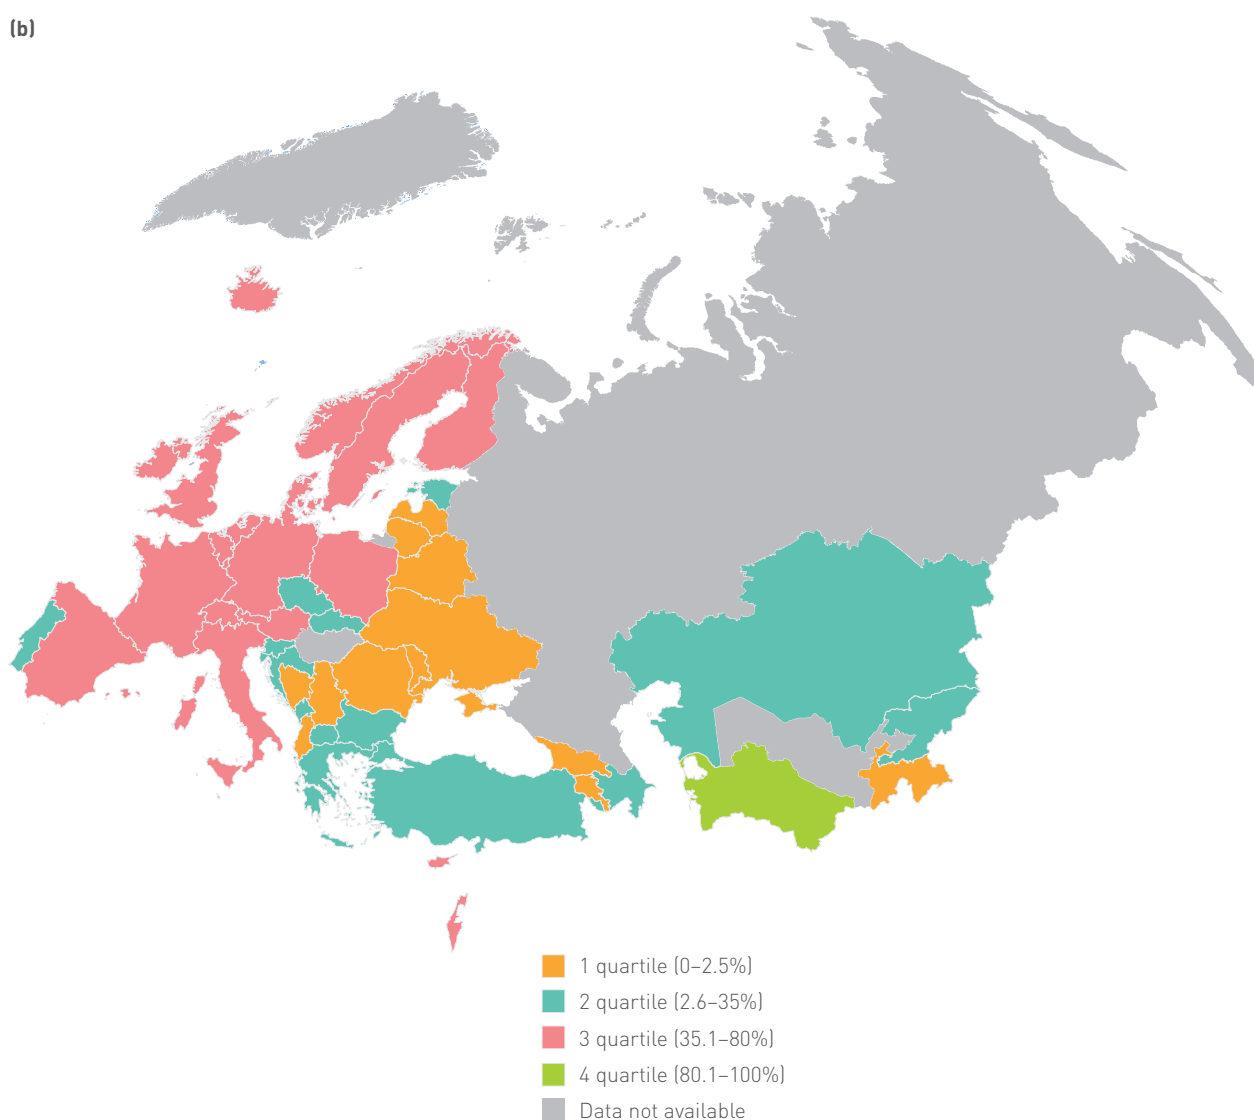 (b)
1 quartile (0–2.5%)
2 quartile (2.6–35%)
3 quartile (35.1–80%)
4 quartile (80.1–100%)
Data not available